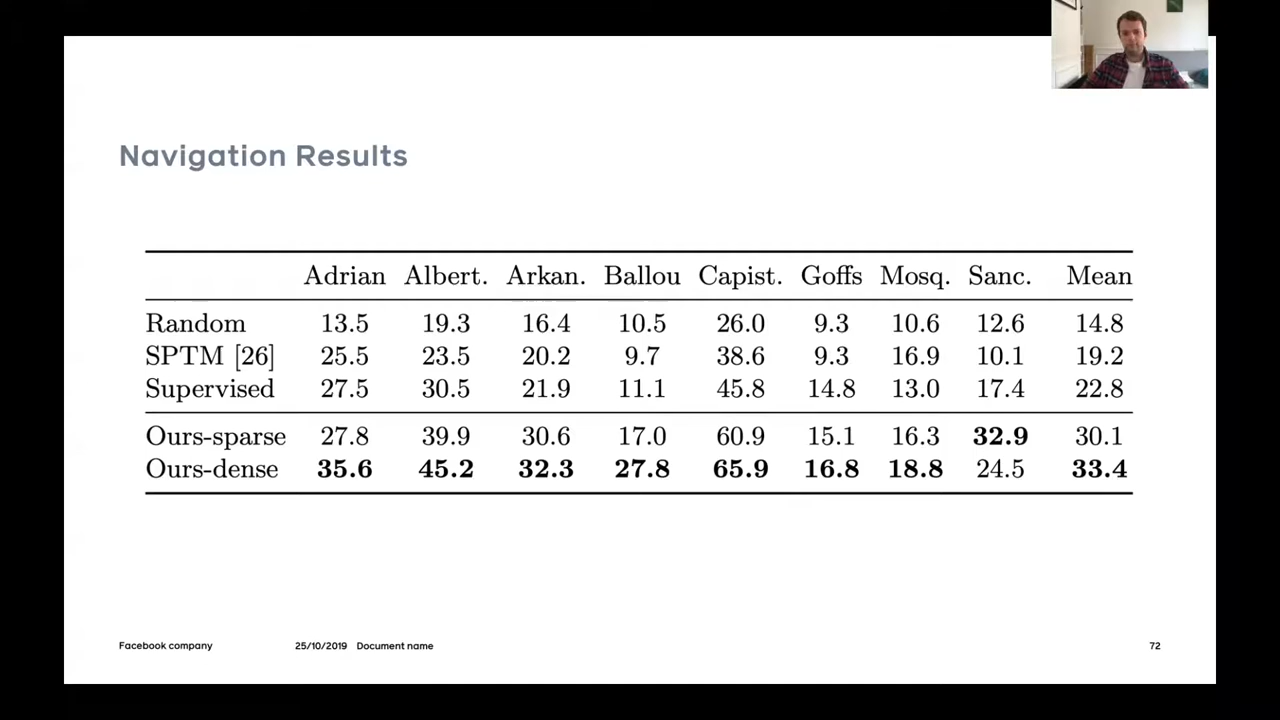 Navigation Results
Adrian Albert. Arkan. Ballou Capist. Goffs Mosq. Sanc. Mean
Random 13.5 19.3 16.4 10.5 26.0 9.3 10.6 12.6 14.8
SPTM [26] 25.5 23.5 20.2 9.7 38.6 9.3 16.9 10.1 19.2
Supervised 27.5 30.5 21.9 11.1 45.8 14.8 13.0 17.4 22.8
Ours-sparse 27.8 39.9 30.6 17.0 60.9 15.1 16.3 32.9 30.1
Ours-dense 35.6 45.2 32.3 27.8 65.9 16.8 18.8 24.5 33.4
Facebook company 25/10/2019 Document name 72